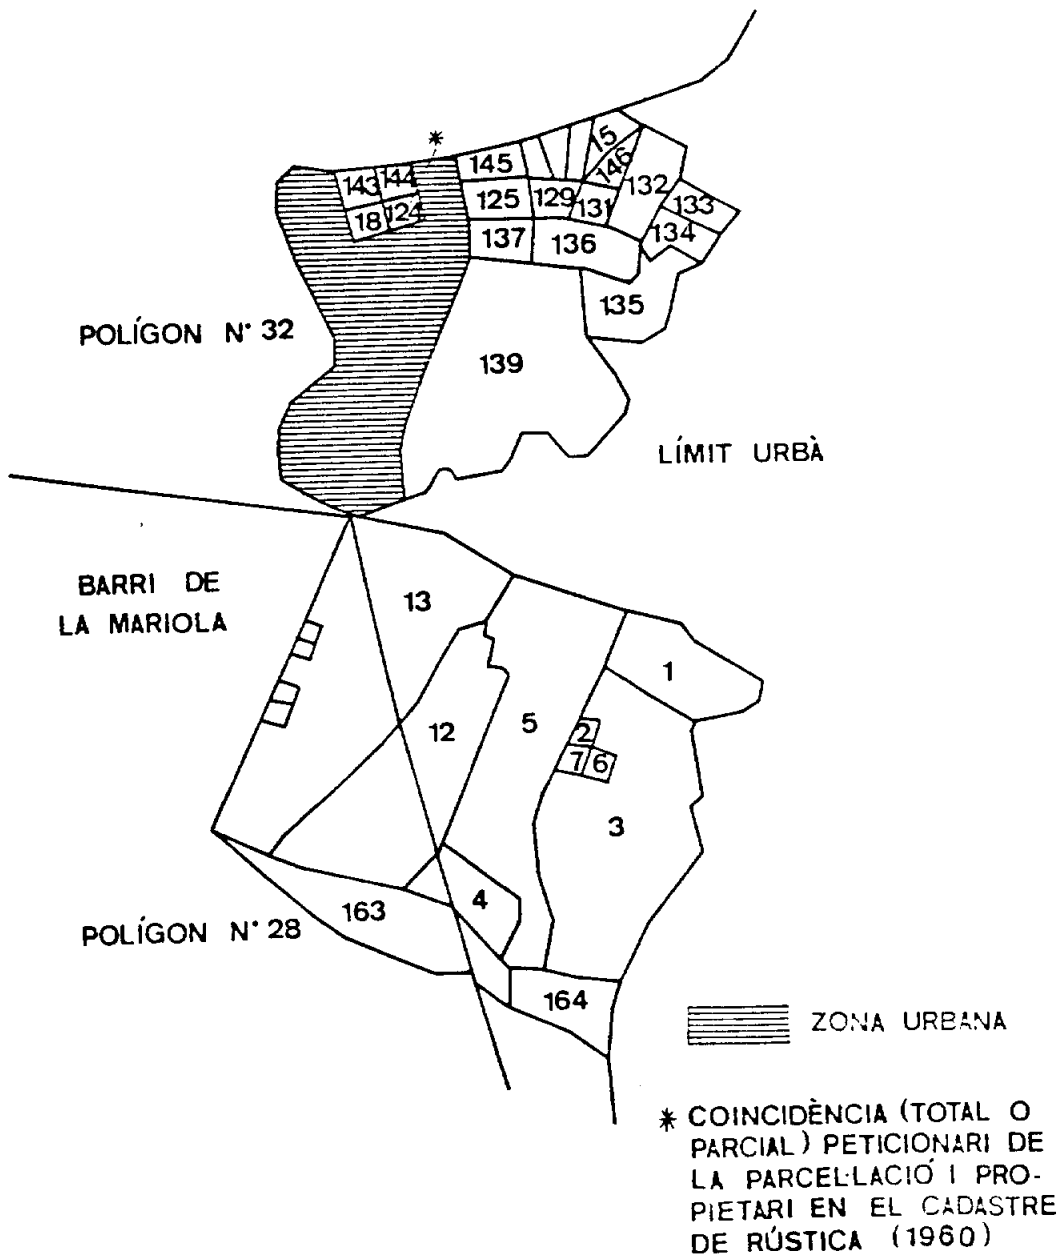 *
145
15
146
143
144
132
125
129
131
133
18
124
134
137
136
135
POLÍGON Nº 32
139
LÍMIT URBÀ
BARRI DE
LA MARIOLA
13
1
12
5
2
7
6
3
163
4
POLÍGON Nº 28
164
ZONA URBANA
* COINCIDÈNCIA (TOTAL O
PARCIAL) PETICIONARI DE
LA PARCEL·LACIÓ I PRO-
PIETARI EN EL CADASTRE
DE RÚSTICA (1960)